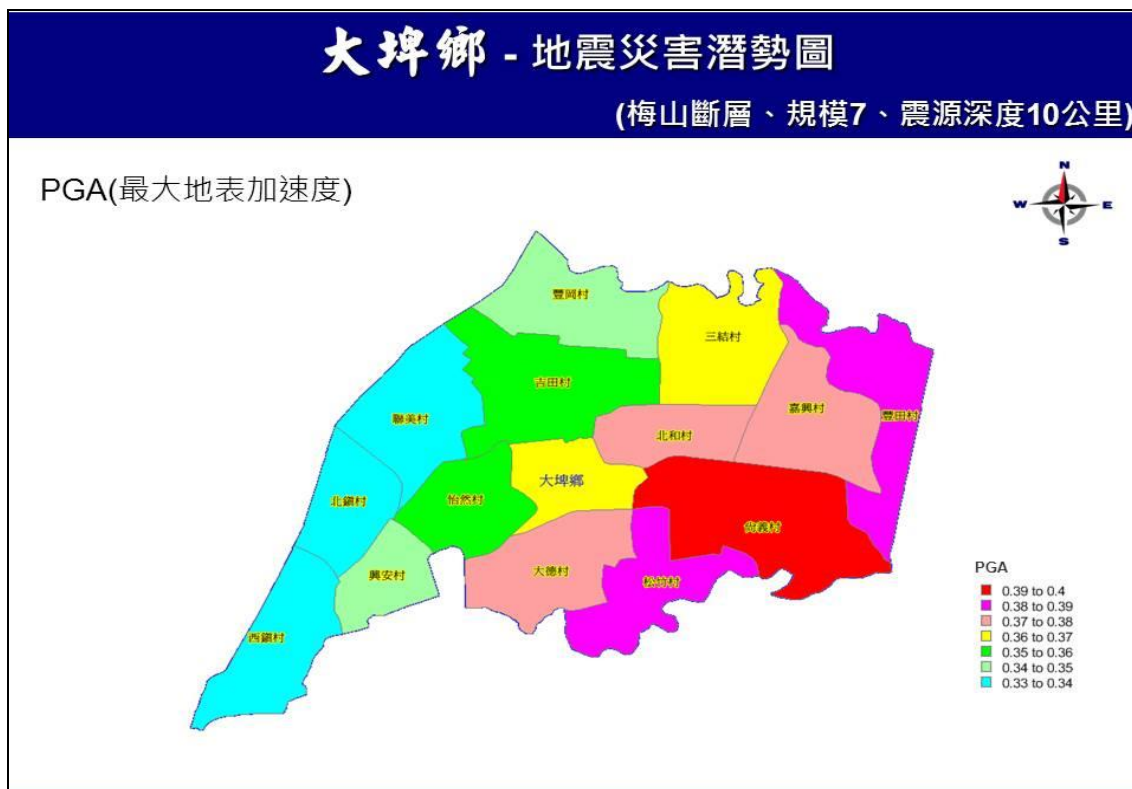 大埤鄉 - 地震災害潛勢圖
(梅山斷層、規模7、震源深度10公里)
PGA(最大地表加速度)
N
W E
S
豐岡村
三結村
吉田村
嘉興村
豐田村
聯美村
北和村
大埤鄉
北鎮村
怡然村
尚義村
興安村
大德村
松竹村
西鎮村
PGA
0.39 to 0.4
0.38 to 0.39
0.37 to 0.38
0.36 to 0.37
0.35 to 0.36
0.34 to 0.35
0.33 to 0.34